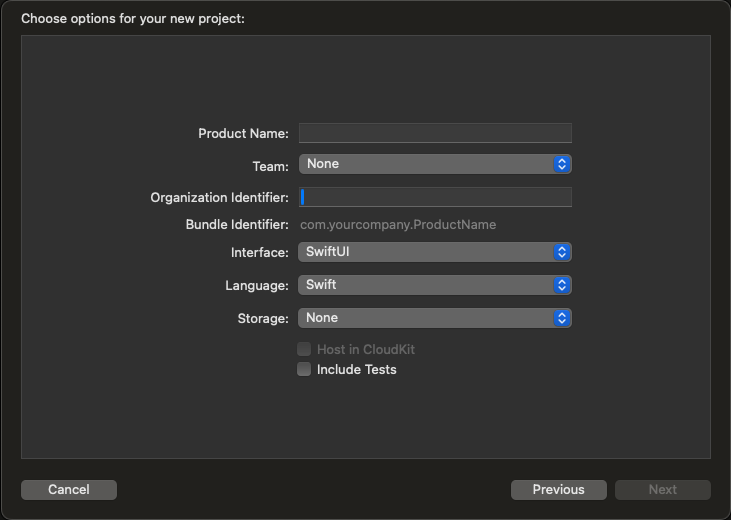 Choose options for your new project:
Product Name:
Team: None
Organization Identifier:
Bundle Identifier: com.yourcompany.ProductName
Interface: SwiftUI
Language: Swift
Storage: None
Host in CloudKit
Include Tests
Cancel Previous Next